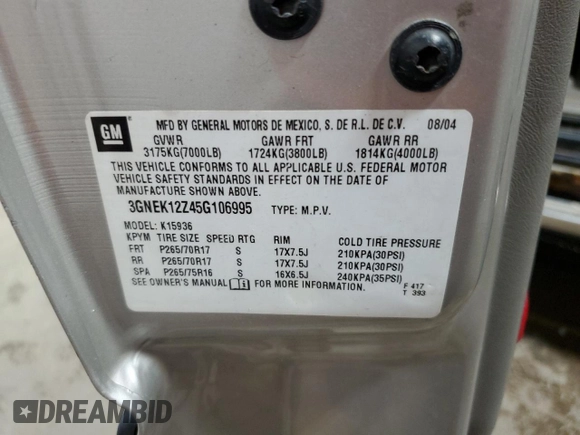 GM
MFD BY GENERAL MOTORS DE MEXICO, S. DE R.L. DE C.V. 08/04
GVWR GAWR FRT GAWR RR
3175KG(7000LB) 1724KG(3800LB) 1814KG(4000LB)
THIS VEHICLE CONFORMS TO ALL APPLICABLE U.S. FEDERAL MOTOR
VEHICLE SAFETY STANDARDS IN EFFECT ON THE DATE OF
MANUFACTURE SHOWN ABOVE.
3GNEK12Z45G106995 TYPE: M.P.V.
MODEL: K15936
KPYM TIRE SIZE SPEED RTG RIM COLD TIRE PRESSURE
FRT P265/70R17 S 17X7.5J 210KPA(30PSI)
RR P265/70R17 S 17X7.5J 210KPA(30PSI)
SPA P265/75R16 S 16X6.5J 240KPA(35PSI)
SEE OWNER'S MANUAL FOR MORE INFORMATION. F 417
T 393
DREAMBID